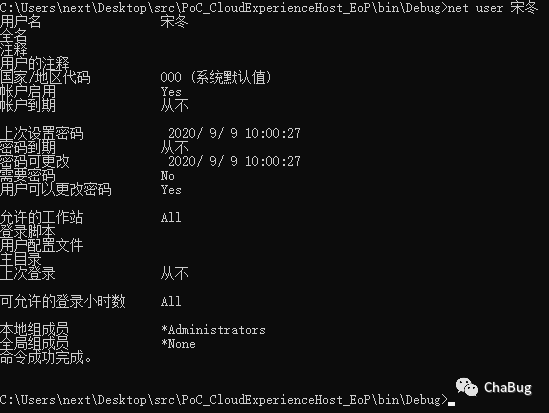 C:\Users\next\Desktop\src\PoC_CloudExperienceHost_EoP\bin\Debug>net user 宋冬
用户名 宋冬
全名
注释
用户的注释
国家/地区代码 000 (系统默认值)
帐户启用 Yes
帐户到期 从不
上次设置密码 2020/ 9/ 9 10:00:27
密码到期 从不
密码可更改 2020/ 9/ 9 10:00:27
需要密码 No
用户可以更改密码 Yes
允许的工作站 All
登录脚本
用户配置文件
主目录
上次登录 从不
可允许的登录小时数 All
本地组成员 *Administrators
全局组成员 *None
命令成功完成。
C:\Users\next\Desktop\src\PoC_CloudExperienceHost_EoP\bin\Debug>
ChaBug